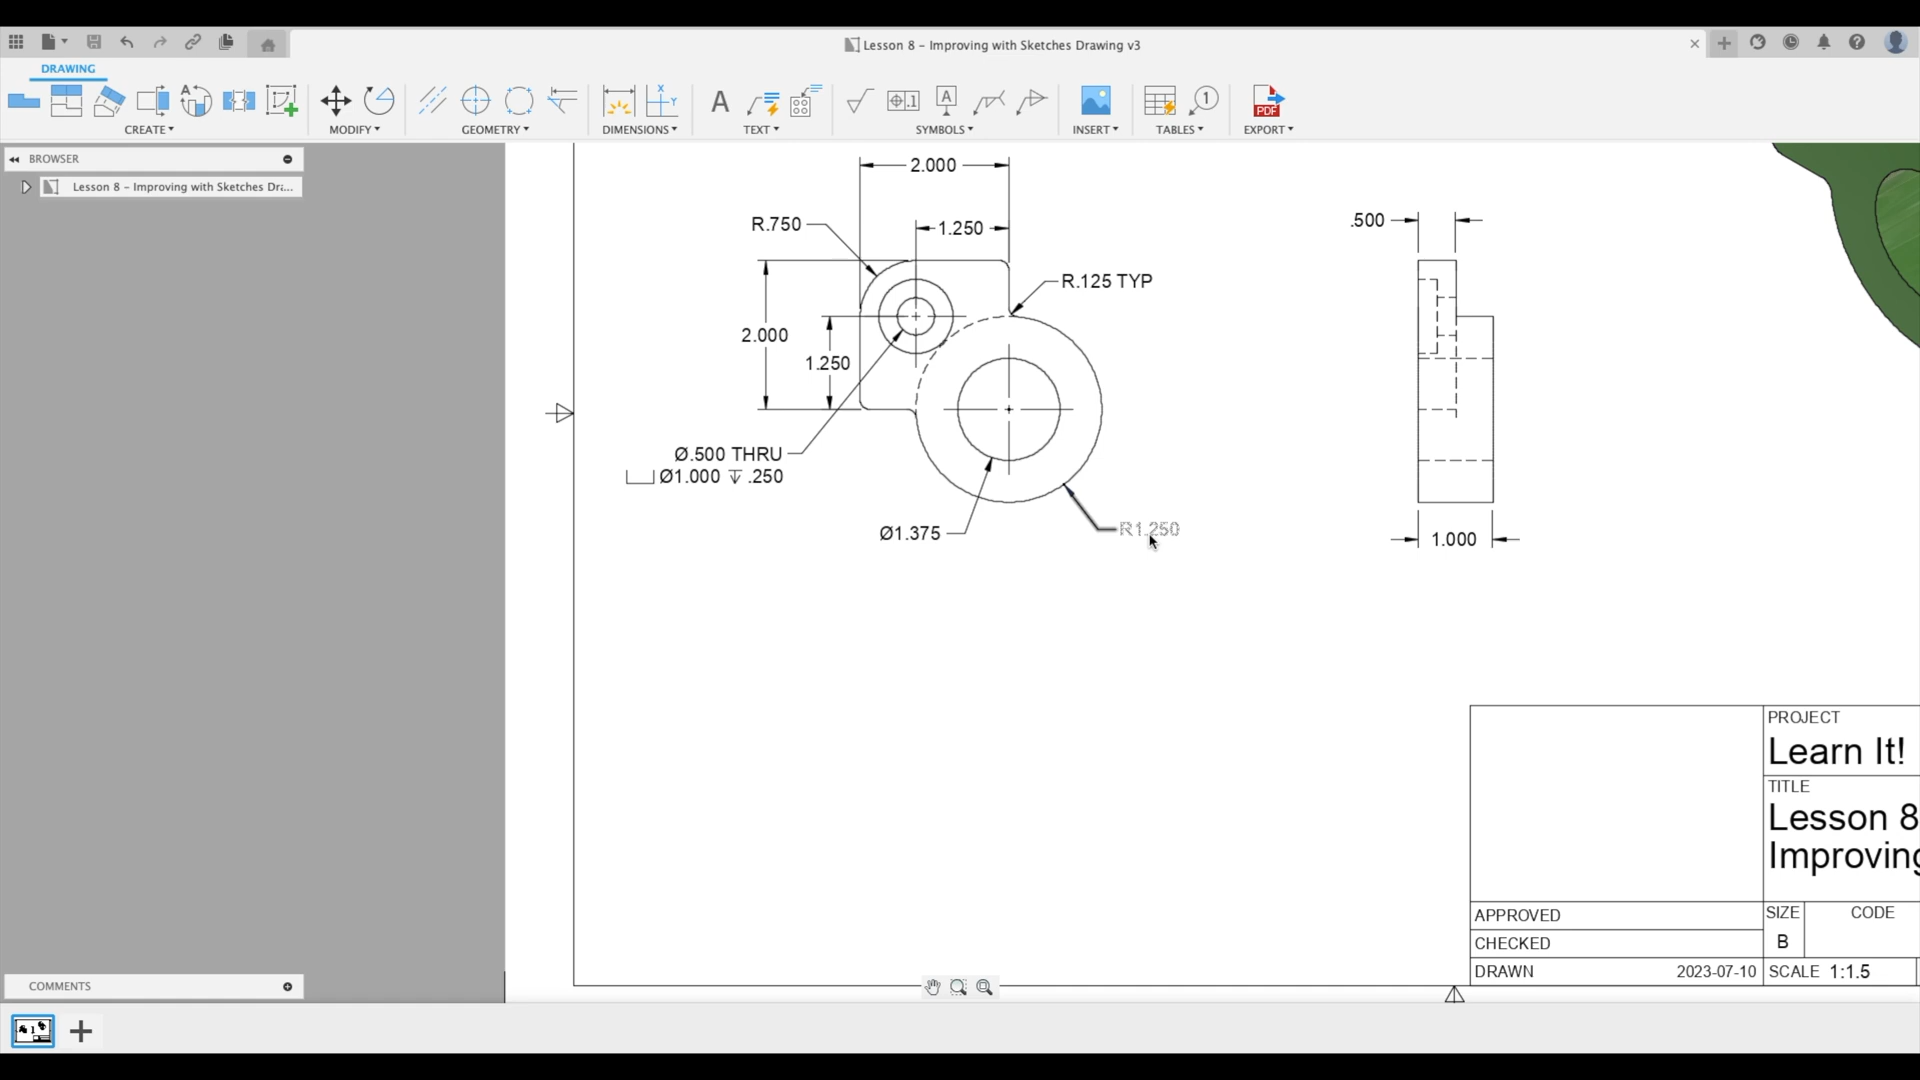 Lesson 8 – Improving with Sketches Drawing v3
DRAWING
CREATE MODIFY GEOMETRY DIMENSIONS TEXT SYMBOLS INSERT TABLES EXPORT
BROWSER
Lesson 8 – Improving with Sketches Dr...
2.000
R.750
1.250
.500
R.125 TYP
2.000
1.250
Ø.500 THRU
⌴ Ø1.000 ↧ .250
Ø1.375
R1.250
1.000
PROJECT
Learn It!
TITLE
Lesson 8
Improving
APPROVED
SIZE
CODE
CHECKED
B
DRAWN
2023-07-10
SCALE 1:1.5
COMMENTS